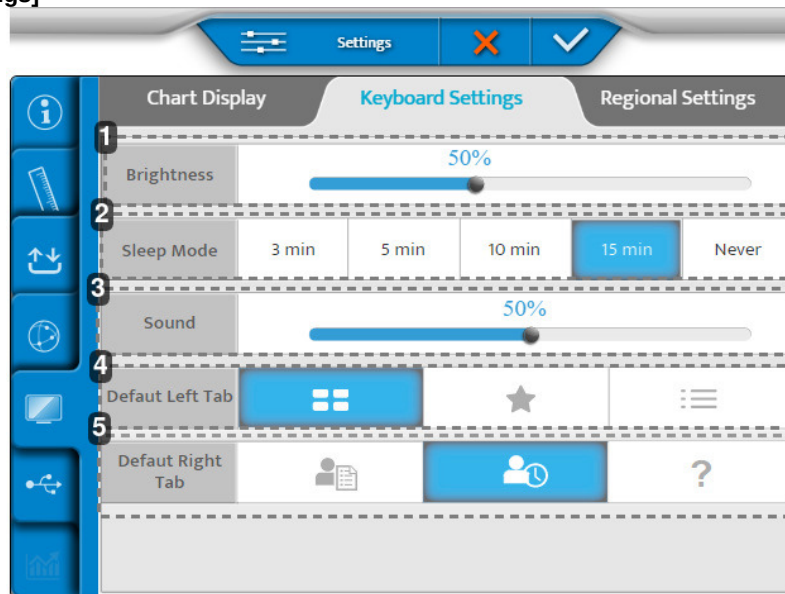 Settings
Chart Display Keyboard Settings Regional Settings
1
50%
Brightness
2
Sleep Mode 3 min 5 min 10 min 15 min Never
3
50%
Sound
4
Defaut Left Tab
5
Defaut Right
Tab
?